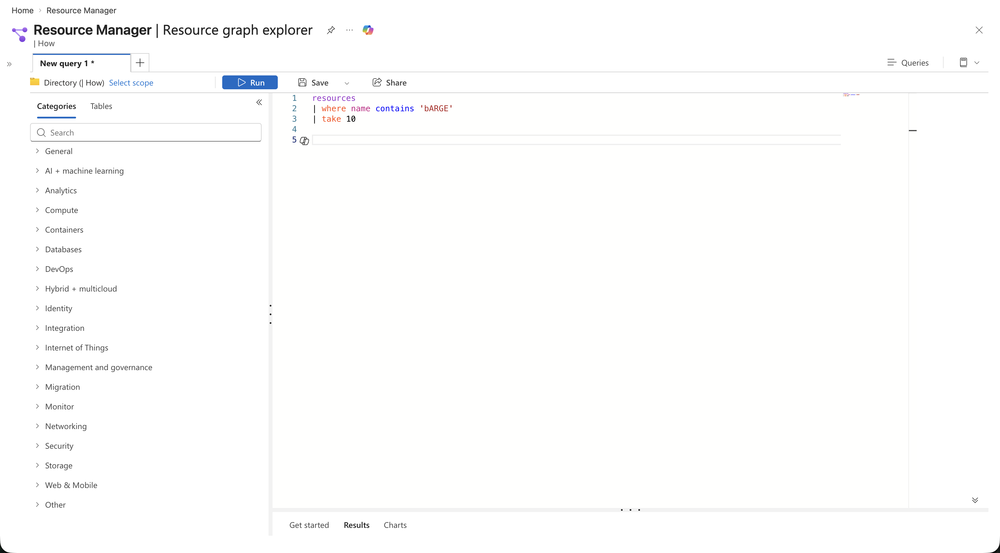 Home > Resource Manager
Resource Manager | Resource graph explorer
| How
New query 1 *
Queries
Directory (| How) Select scope
Run
Save
Share
Categories
Tables
Search
General
AI + machine learning
Analytics
Compute
Containers
Databases
DevOps
Hybrid + multicloud
Identity
Integration
Internet of Things
Management and governance
Migration
Monitor
Networking
Security
Storage
Web & Mobile
Other
1 resources
2 | where name contains 'bARGE'
3 | take 10
4
5
Get started
Results
Charts